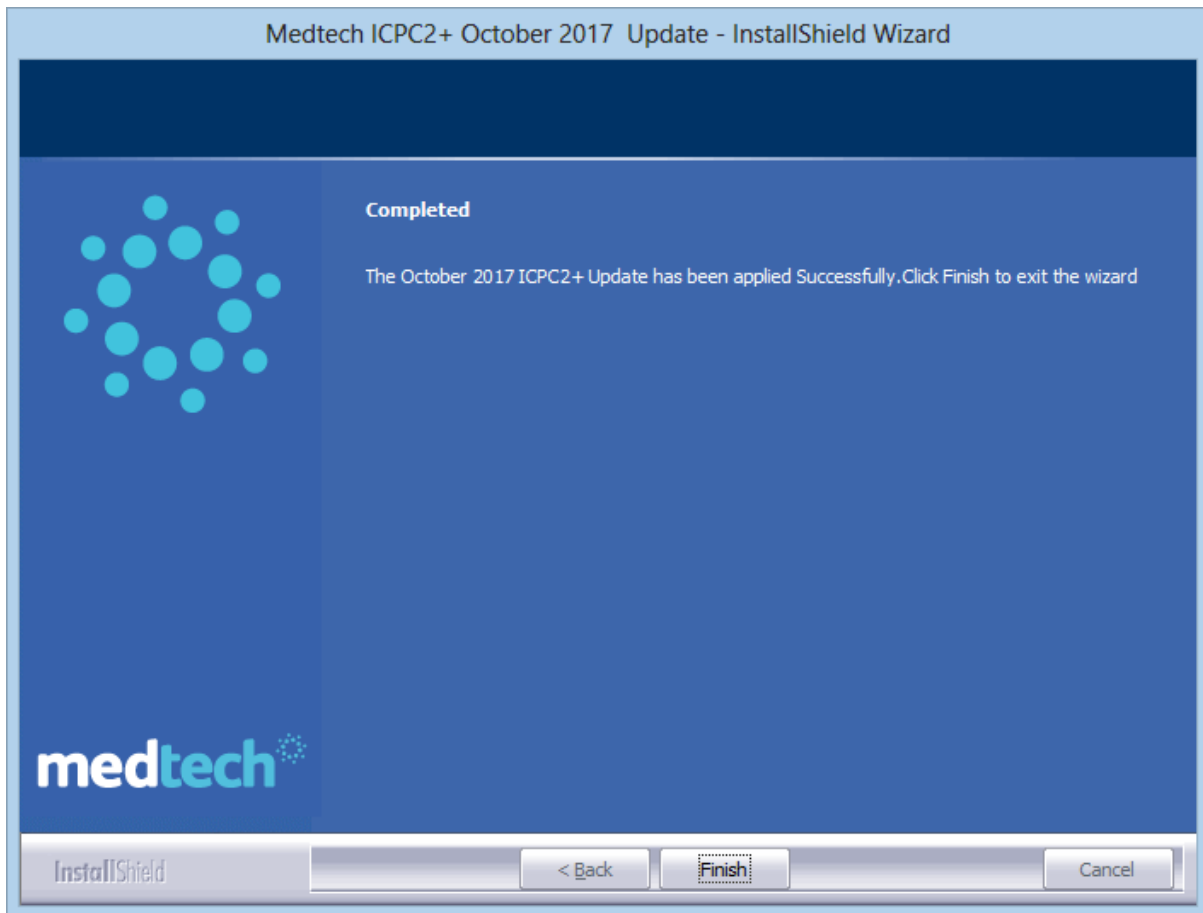 Medtech ICPC2+ October 2017  Update - InstallShield Wizard
Completed
The October 2017 ICPC2+ Update has been applied Successfully.Click Finish to exit the wizard
medtech
InstallShield
< Back
Finish
Cancel